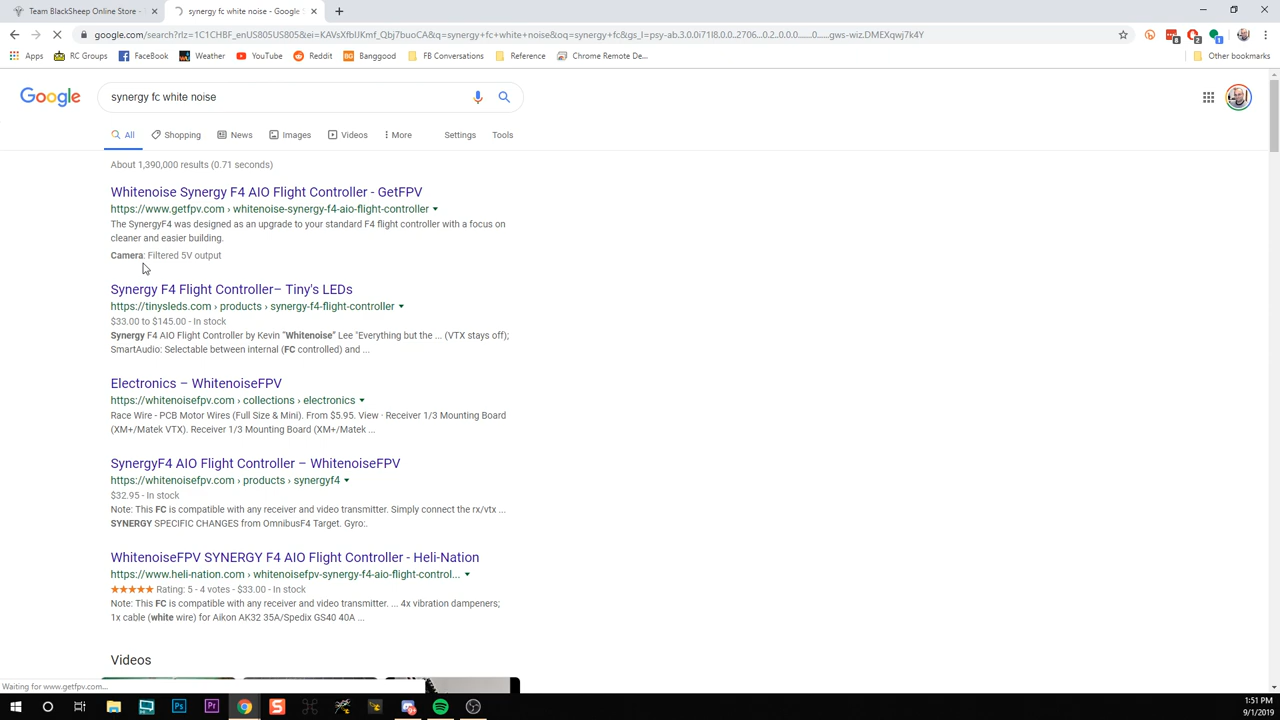 Team BlackSheep Online Store -
synergy fc white noise - Google S
google.com/search?rlz=1C1CHBF_enUS805US805&ei=KAVsXfbUKmf_Qbj7buoCA&q=synergy+fc+white+noise&oq=synergy+fc&gs_l=psy-ab.3.0.0i71l8.0.0..2706...0.2..0.0.0.......0......gws-wiz.DMEXqwj7k4Y
Apps
RC Groups
FaceBook
Weather
YouTube
Reddit
Banggood
FB Conversations
Reference
Chrome Remote De...
Other bookmarks
Google
synergy fc white noise
All
Shopping
News
Images
Videos
More
Settings
Tools
About 1,390,000 results (0.71 seconds)
Whitenoise Synergy F4 AIO Flight Controller - GetFPV
https://www.getfpv.com › whitenoise-synergy-f4-aio-flight-controller
The SynergyF4 was designed as an upgrade to your standard F4 flight controller with a focus on
cleaner and easier building.
Camera: Filtered 5V output
Synergy F4 Flight Controller– Tiny's LEDs
https://tinysleds.com › products › synergy-f4-flight-controller
$33.00 to $145.00 - In stock
Synergy F4 AIO Flight Controller by Kevin “Whitenoise” Lee "Everything but the ... (VTX stays off);
SmartAudio: Selectable between internal (FC controlled) and ...
Electronics – WhitenoiseFPV
https://whitenoisefpv.com › collections › electronics
Race Wire - PCB Motor Wires (Full Size & Mini). From $5.95. View · Receiver 1/3 Mounting Board
(XM+/Matek VTX). Receiver 1/3 Mounting Board (XM+/Matek ...
SynergyF4 AIO Flight Controller – WhitenoiseFPV
https://whitenoisefpv.com › products › synergyf4
$32.95 - In stock
Note: This FC is compatible with any receiver and video transmitter. Simply connect the rx/vtx ...
SYNERGY SPECIFIC CHANGES from OmnibusF4 Target. Gyro:.
WhitenoiseFPV SYNERGY F4 AIO Flight Controller - Heli-Nation
https://www.heli-nation.com › whitenoisefpv-synergy-f4-aio-flight-control...
Rating: 5 - 4 votes - $33.00 - In stock
Note: This FC is compatible with any receiver and video transmitter. ... 4x vibration dampeners;
1x cable (white wire) for Aikon AK32 35A/Spedix GS40 40A ...
Videos
Waiting for www.getfpv.com...
1:51 PM
9/1/2019